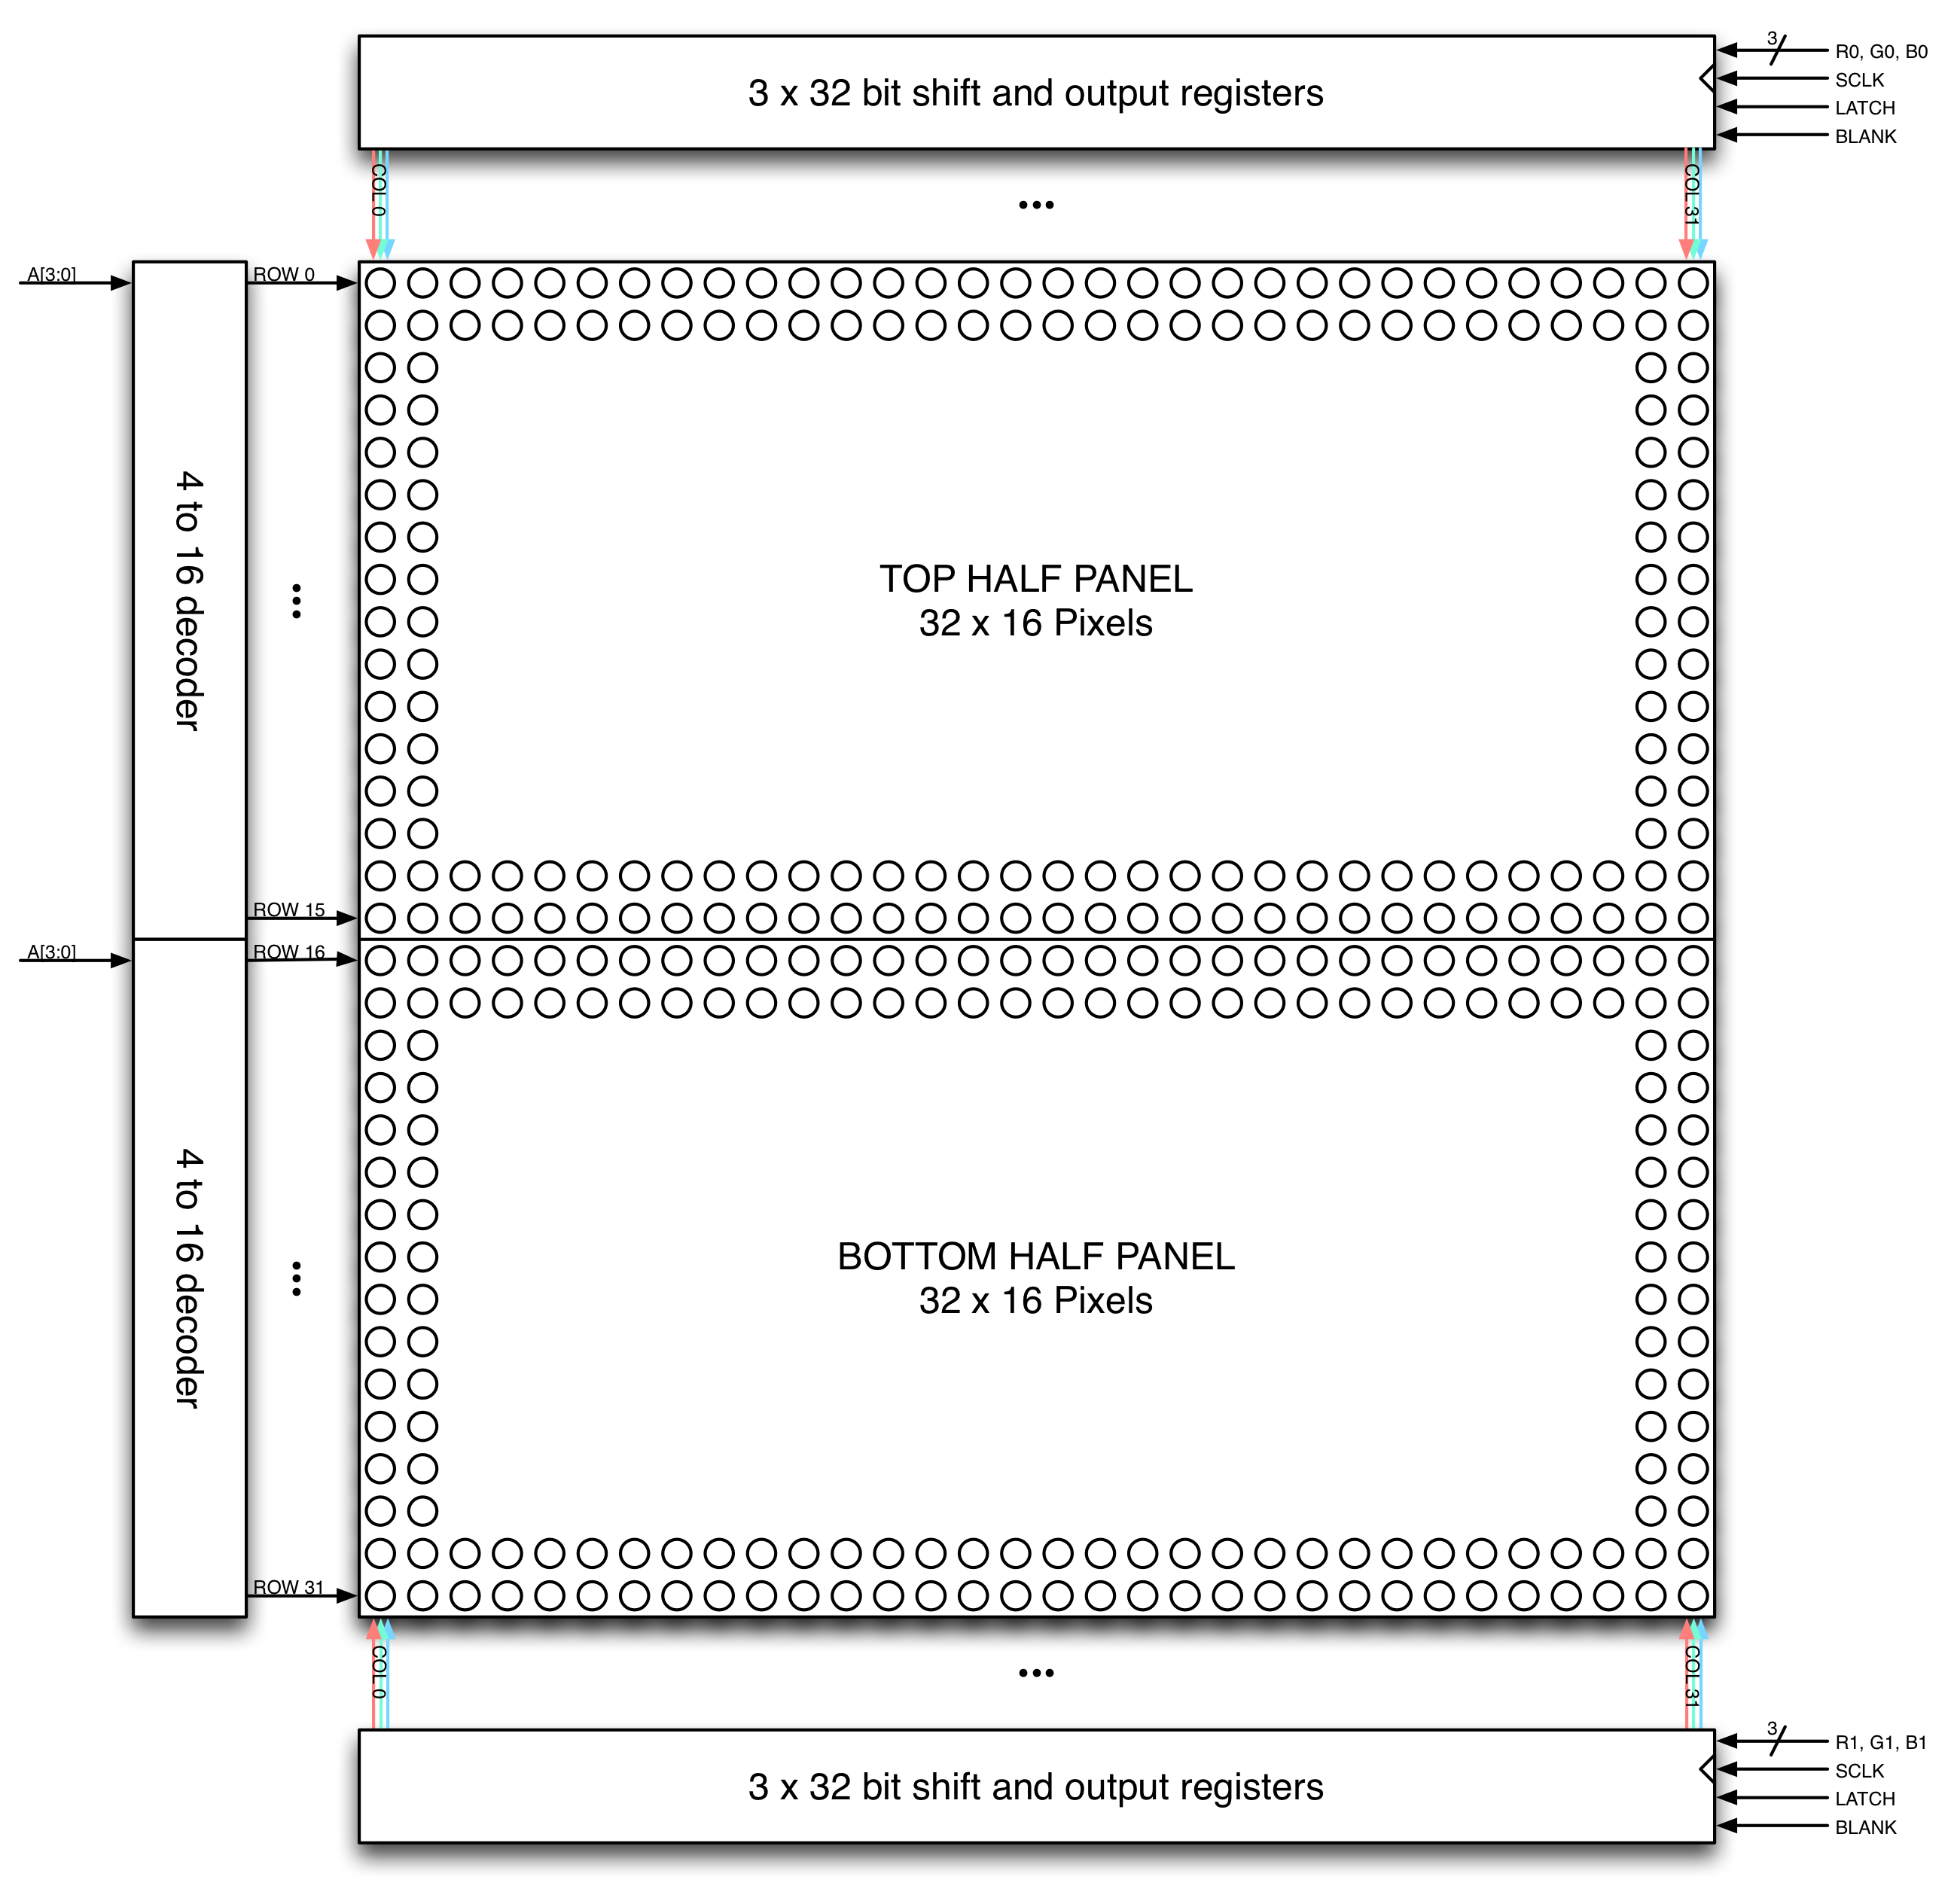 3 x 32 bit shift and output registers
3
R0, G0, B0
SCLK
LATCH
BLANK
COL 0
...
COL 31
A[3:0]
ROW 0
4 to 16 decoder
...
TOP HALF PANEL
32 x 16 Pixels
ROW 15
A[3:0]
ROW 16
4 to 16 decoder
...
BOTTOM HALF PANEL
32 x 16 Pixels
ROW 31
COL 0
...
COL 31
3 x 32 bit shift and output registers
3
R1, G1, B1
SCLK
LATCH
BLANK